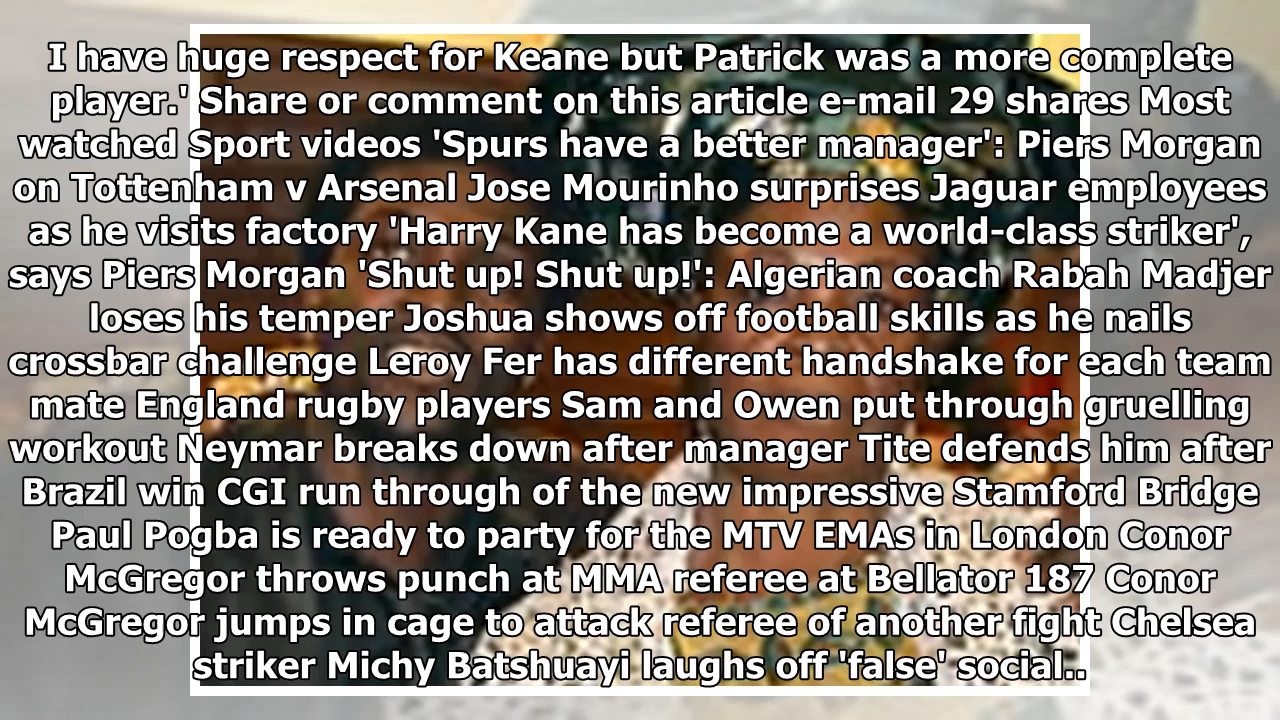 I have huge respect for Keane but Patrick was a more complete
player.' Share or comment on this article e-mail 29 shares Most
watched Sport videos 'Spurs have a better manager': Piers Morgan
on Tottenham v Arsenal Jose Mourinho surprises Jaguar employees
as he visits factory 'Harry Kane has become a world-class striker',
says Piers Morgan 'Shut up! Shut up!': Algerian coach Rabah Madjer
loses his temper Joshua shows off football skills as he nails
crossbar challenge Leroy Fer has different handshake for each team
mate England rugby players Sam and Owen put through gruelling
workout Neymar breaks down after manager Tite defends him after
Brazil win CGI run through of the new impressive Stamford Bridge
Paul Pogba is ready to party for the MTV EMAs in London Conor
McGregor throws punch at MMA referee at Bellator 187 Conor
McGregor jumps in cage to attack referee of another fight Chelsea
striker Michy Batshuayi laughs off 'false' social..